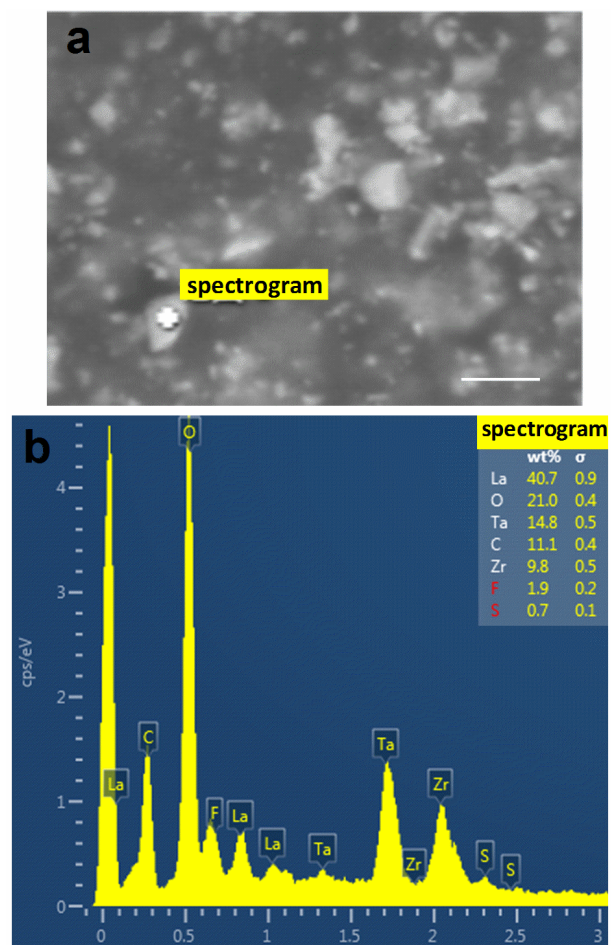 a
spectrogram
b
spectrogram
wt% σ
La 40.7 0.9
O 21.0 0.4
Ta 14.8 0.5
C 11.1 0.4
Zr 9.8 0.5
F 1.9 0.2
S 0.7 0.1
cps/eV
4
3
2
1
0
O
C
La
F
La
La
Ta
Ta
Zr
Zr
S
S
0 0.5 1 1.5 2 2.5 3